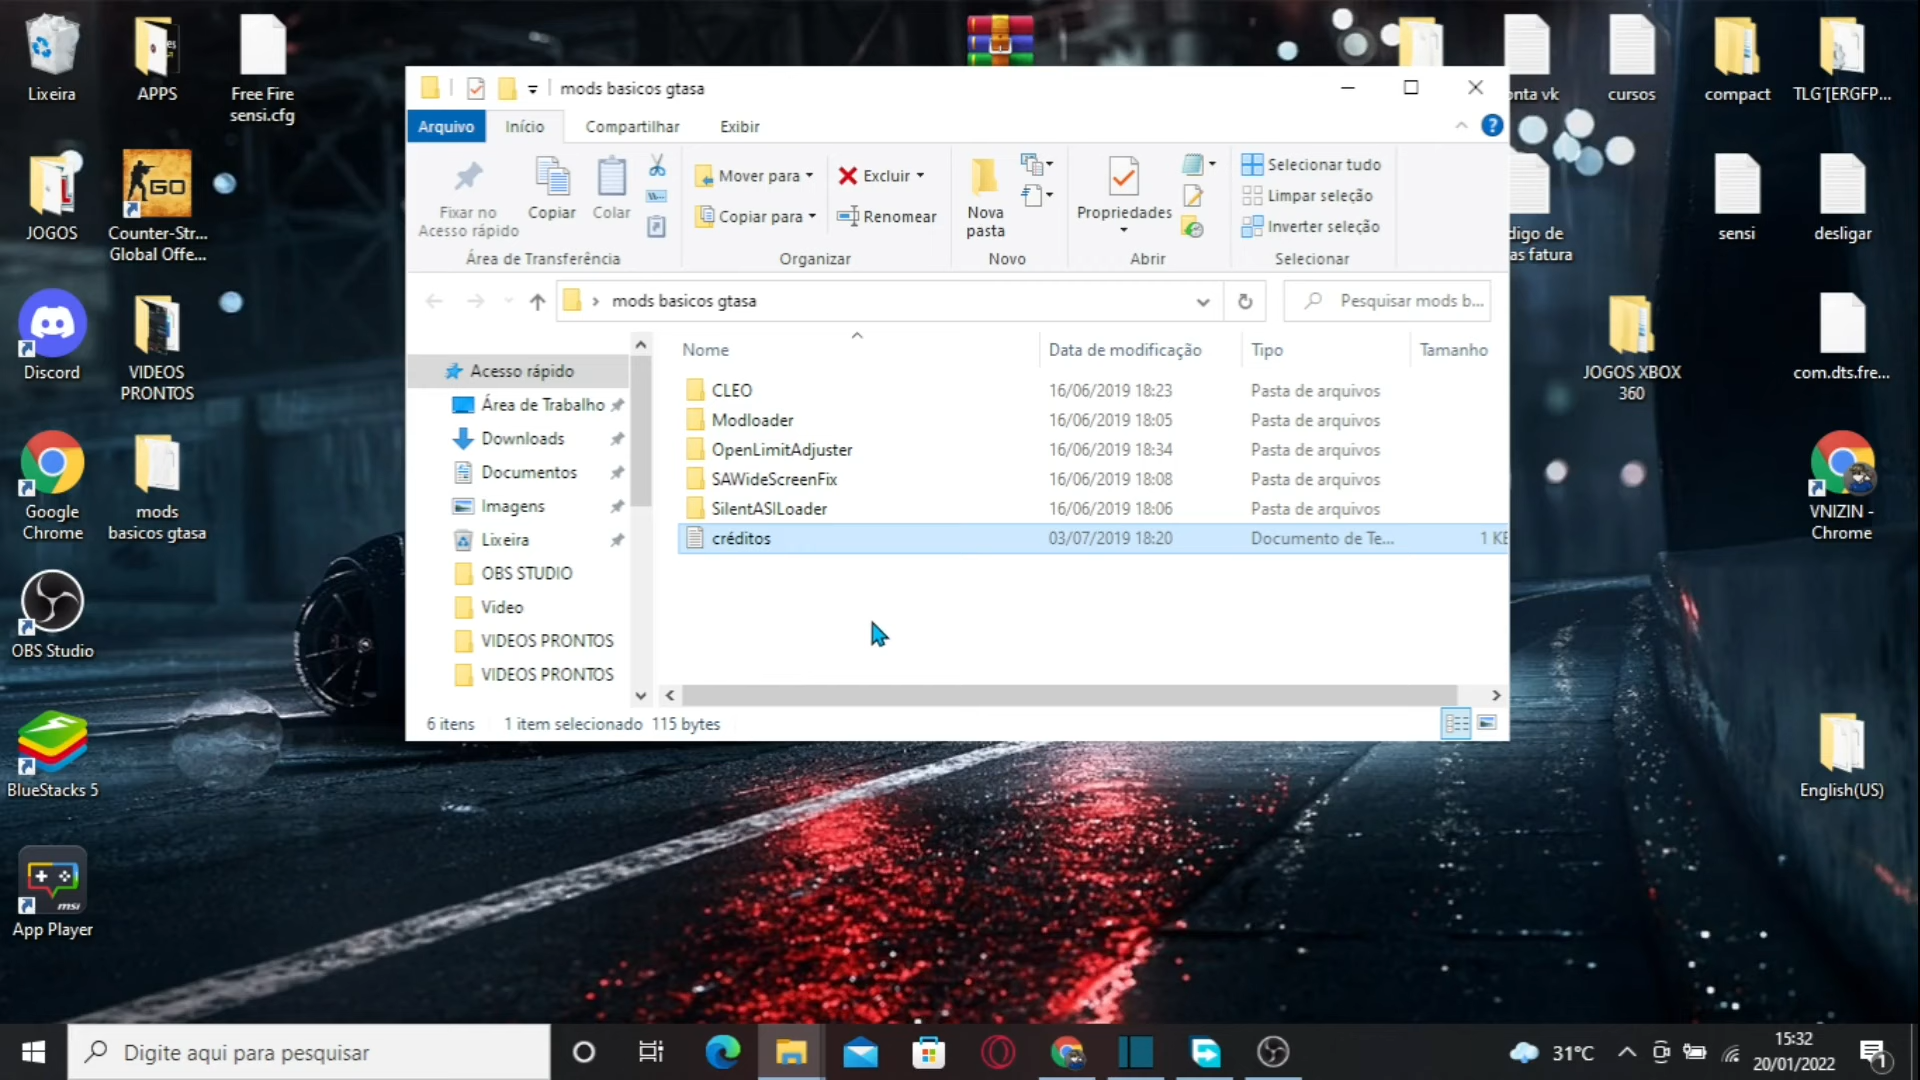 Lixeira
APPS
Free Fire
sensi.cfg
JOGOS
Counter-Str...
Global Offe...
Discord
VIDEOS
PRONTOS
Google
Chrome
mods
basicos gtasa
OBS Studio
BlueStacks 5
msi
App Player
mods basicos gtasa
Arquivo
Início
Compartilhar
Exibir
Fixar no
Acesso rápido
Copiar
Colar
Área de Transferência
Mover para
Copiar para
Excluir
Renomear
Organizar
Nova
pasta
Novo
Propriedades
Abrir
Selecionar tudo
Limpar seleção
Inverter seleção
Selecionar
mods basicos gtasa
Pesquisar mods b...
Nome
Data de modificação
Tipo
Tamanho
Acesso rápido
Área de Trabalho
Downloads
Documentos
Imagens
Lixeira
OBS STUDIO
Video
VIDEOS PRONTOS
VIDEOS PRONTOS
CLEO 16/06/2019 18:23 Pasta de arquivos
Modloader 16/06/2019 18:05 Pasta de arquivos
OpenLimitAdjuster 16/06/2019 18:34 Pasta de arquivos
SAWideScreenFix 16/06/2019 18:08 Pasta de arquivos
SilentASILoader 16/06/2019 18:06 Pasta de arquivos
créditos 03/07/2019 18:20 Documento de Te... 1 KB
6 itens 1 item selecionado 115 bytes
vk
cursos
compact
TLG'[ERGFP...
fatura
sensi
desligar
JOGOS XBOX
360
com.dts.fre...
VNIZIN -
Chrome
English(US)
Digite aqui para pesquisar
31°C
15:32
20/01/2022
1